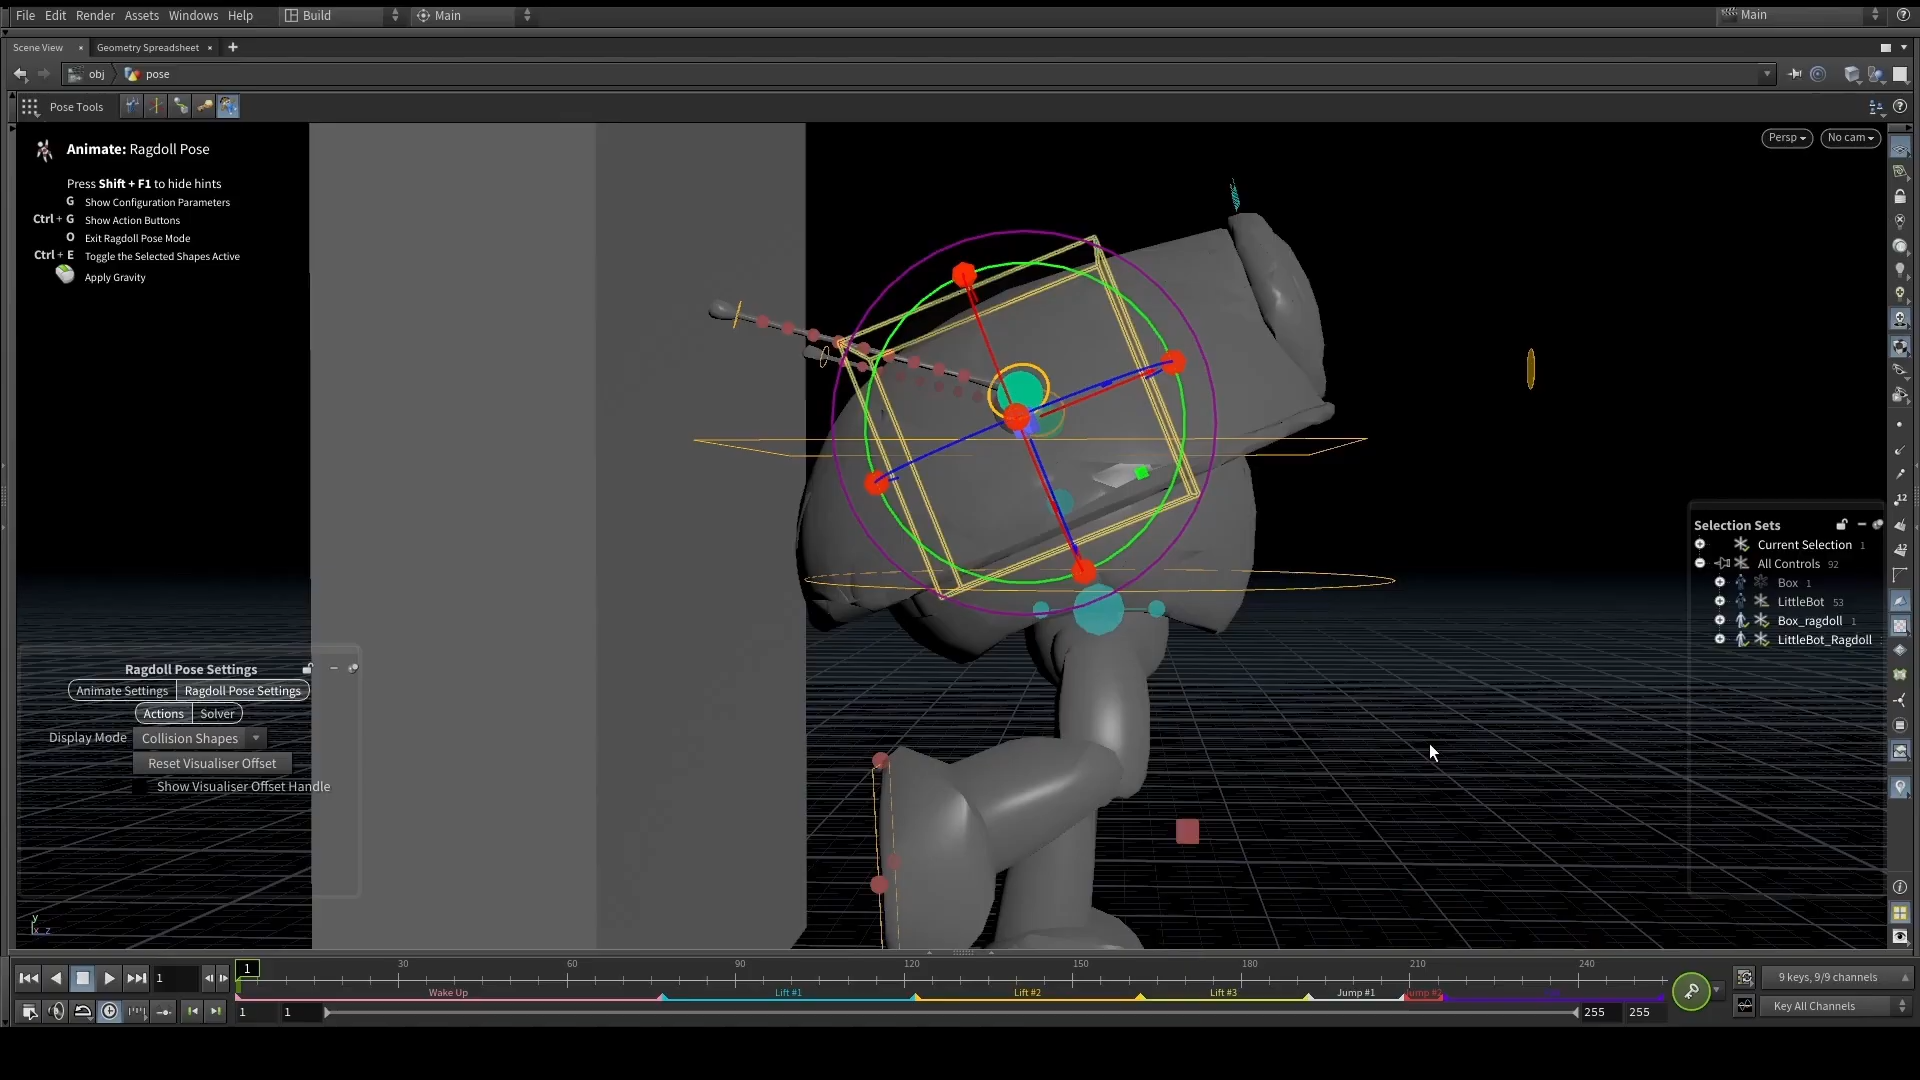 File Edit Render Assets Windows Help Build Main Main
Scene View × Geometry Spreadsheet × +
obj pose
Pose Tools
Animate: Ragdoll Pose
Persp No cam
Press Shift + F1 to hide hints
G Show Configuration Parameters
Ctrl + G Show Action Buttons
O Exit Ragdoll Pose Mode
Ctrl + E Toggle the Selected Shapes Active
Apply Gravity
Selection Sets
Current Selection 1
All Controls 92
Box 1
LittleBot 53
Box_ragdoll 1
LittleBot_Ragdoll
Ragdoll Pose Settings
Animate Settings Ragdoll Pose Settings
Actions Solver
Display Mode Collision Shapes
Reset Visualiser Offset
Show Visualiser Offset Handle
y
x z
12
12
1 1 30 60 90 120 150 180 210 240 9 keys, 9/9 channels
Wake Up Lift #1 Lift #2 Lift #3 Jump #1 Jump #2
1 1 255 255 Key All Channels